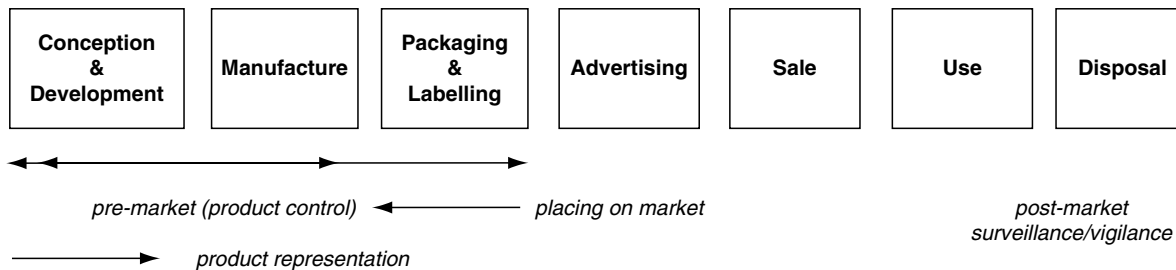 Conception
&
Development
Manufacture
Packaging
&
Labelling
Advertising
Sale
Use
Disposal
pre-market (product control)
placing on market
post-market
surveillance/vigilance
product representation